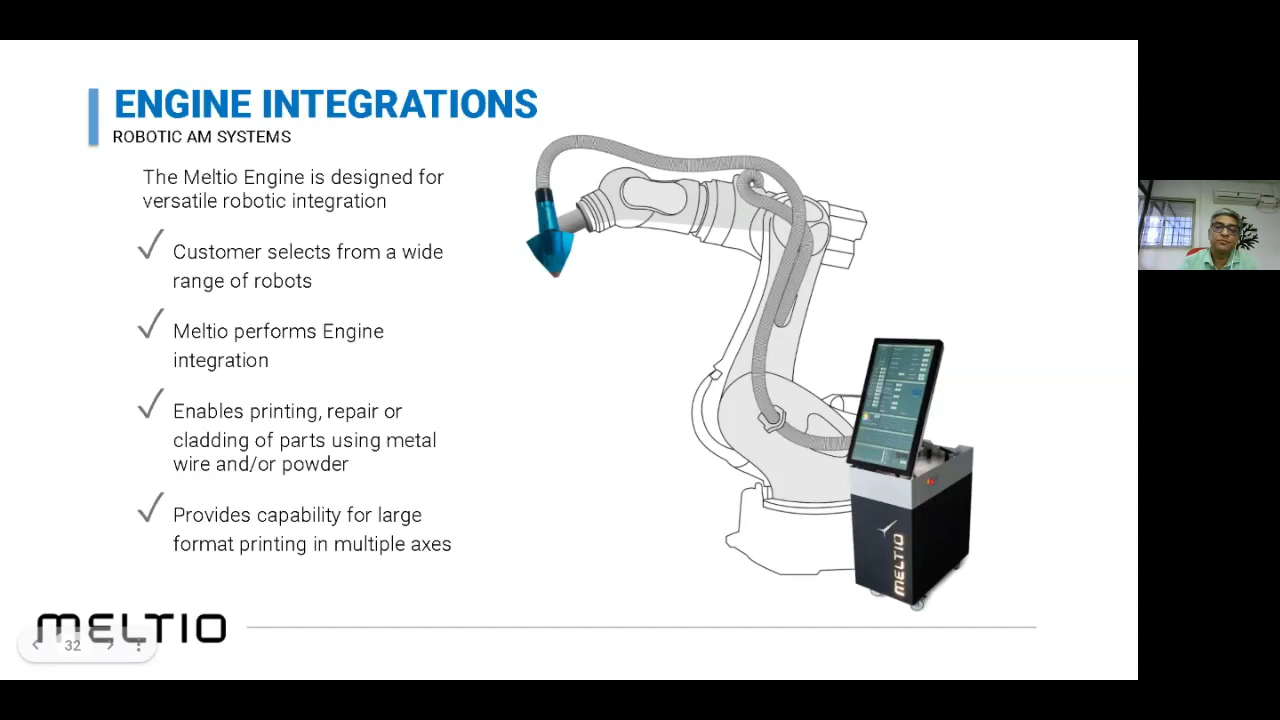 ENGINE INTEGRATIONS
ROBOTIC AM SYSTEMS
The Meltio Engine is designed for
versatile robotic integration
Customer selects from a wide
range of robots
Meltio performs Engine
integration
Enables printing, repair or
cladding of parts using metal
wire and/or powder
Provides capability for large
format printing in multiple axes
MELTIO
MELTIO
32